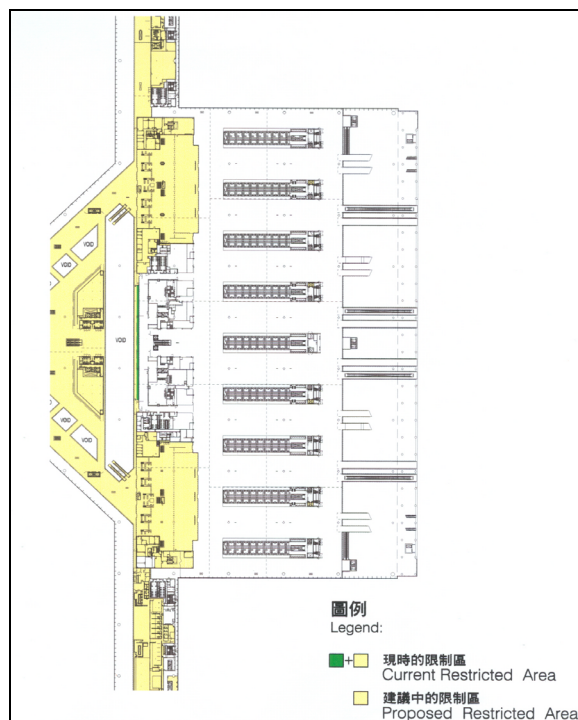 VOID
VOID
VOID
VOID
VOID
圖例
Legend:
+ 現時的限制區
Current Restricted Area
建議中的限制區
Proposed Restricted Area